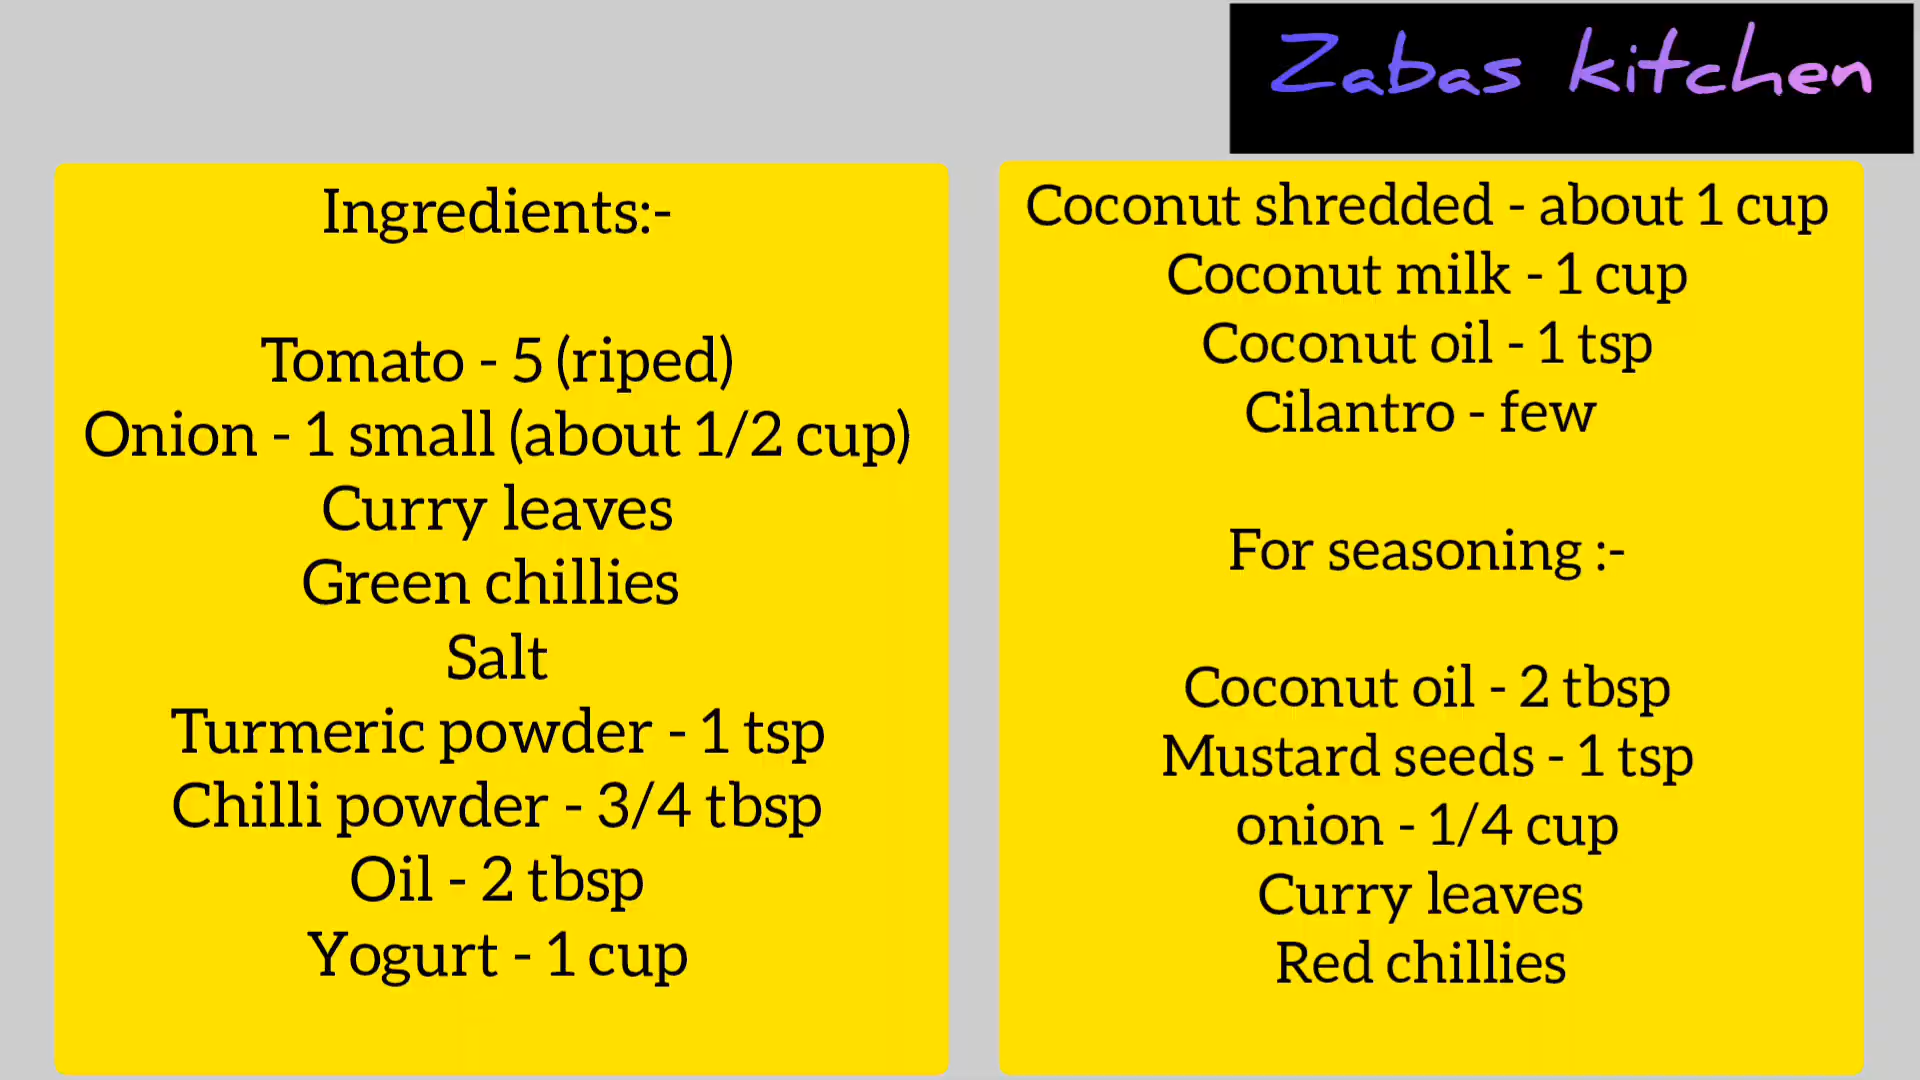 Zabas kitchen
Ingredients:-
Tomato - 5 (riped)
Onion - 1 small (about 1/2 cup)
Curry leaves
Green chillies
Salt
Turmeric powder - 1 tsp
Chilli powder - 3/4 tbsp
Oil - 2 tbsp
Yogurt - 1 cup
Coconut shredded - about 1 cup
Coconut milk - 1 cup
Coconut oil - 1 tsp
Cilantro - few
For seasoning :-
Coconut oil - 2 tbsp
Mustard seeds - 1 tsp
onion - 1/4 cup
Curry leaves
Red chillies